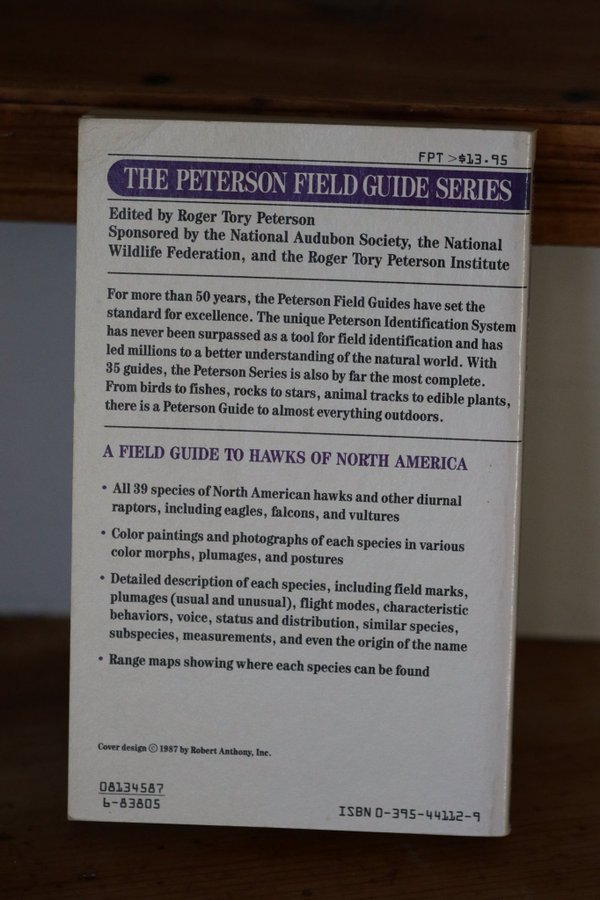 FPT >$13.95
THE PETERSON FIELD GUIDE SERIES
Edited by Roger Tory Peterson
Sponsored by the National Audubon Society, the National
Wildlife Federation, and the Roger Tory Peterson Institute
For more than 50 years, the Peterson Field Guides have set the
standard for excellence. The unique Peterson Identification System
has never been surpassed as a tool for field identification and has
led millions to a better understanding of the natural world. With
35 guides, the Peterson Series is also by far the most complete.
From birds to fishes, rocks to stars, animal tracks to edible plants,
there is a Peterson Guide to almost everything outdoors.
A FIELD GUIDE TO HAWKS OF NORTH AMERICA
• All 39 species of North American hawks and other diurnal
raptors, including eagles, falcons, and vultures
• Color paintings and photographs of each species in various
color morphs, plumages, and postures
• Detailed description of each species, including field marks,
plumages (usual and unusual), flight modes, characteristic
behaviors, voice, status and distribution, similar species,
subspecies, measurements, and even the origin of the name
• Range maps showing where each species can be found
Cover design © 1987 by Robert Anthony, Inc.
08134587
6-83805
ISBN 0-395-44112-9